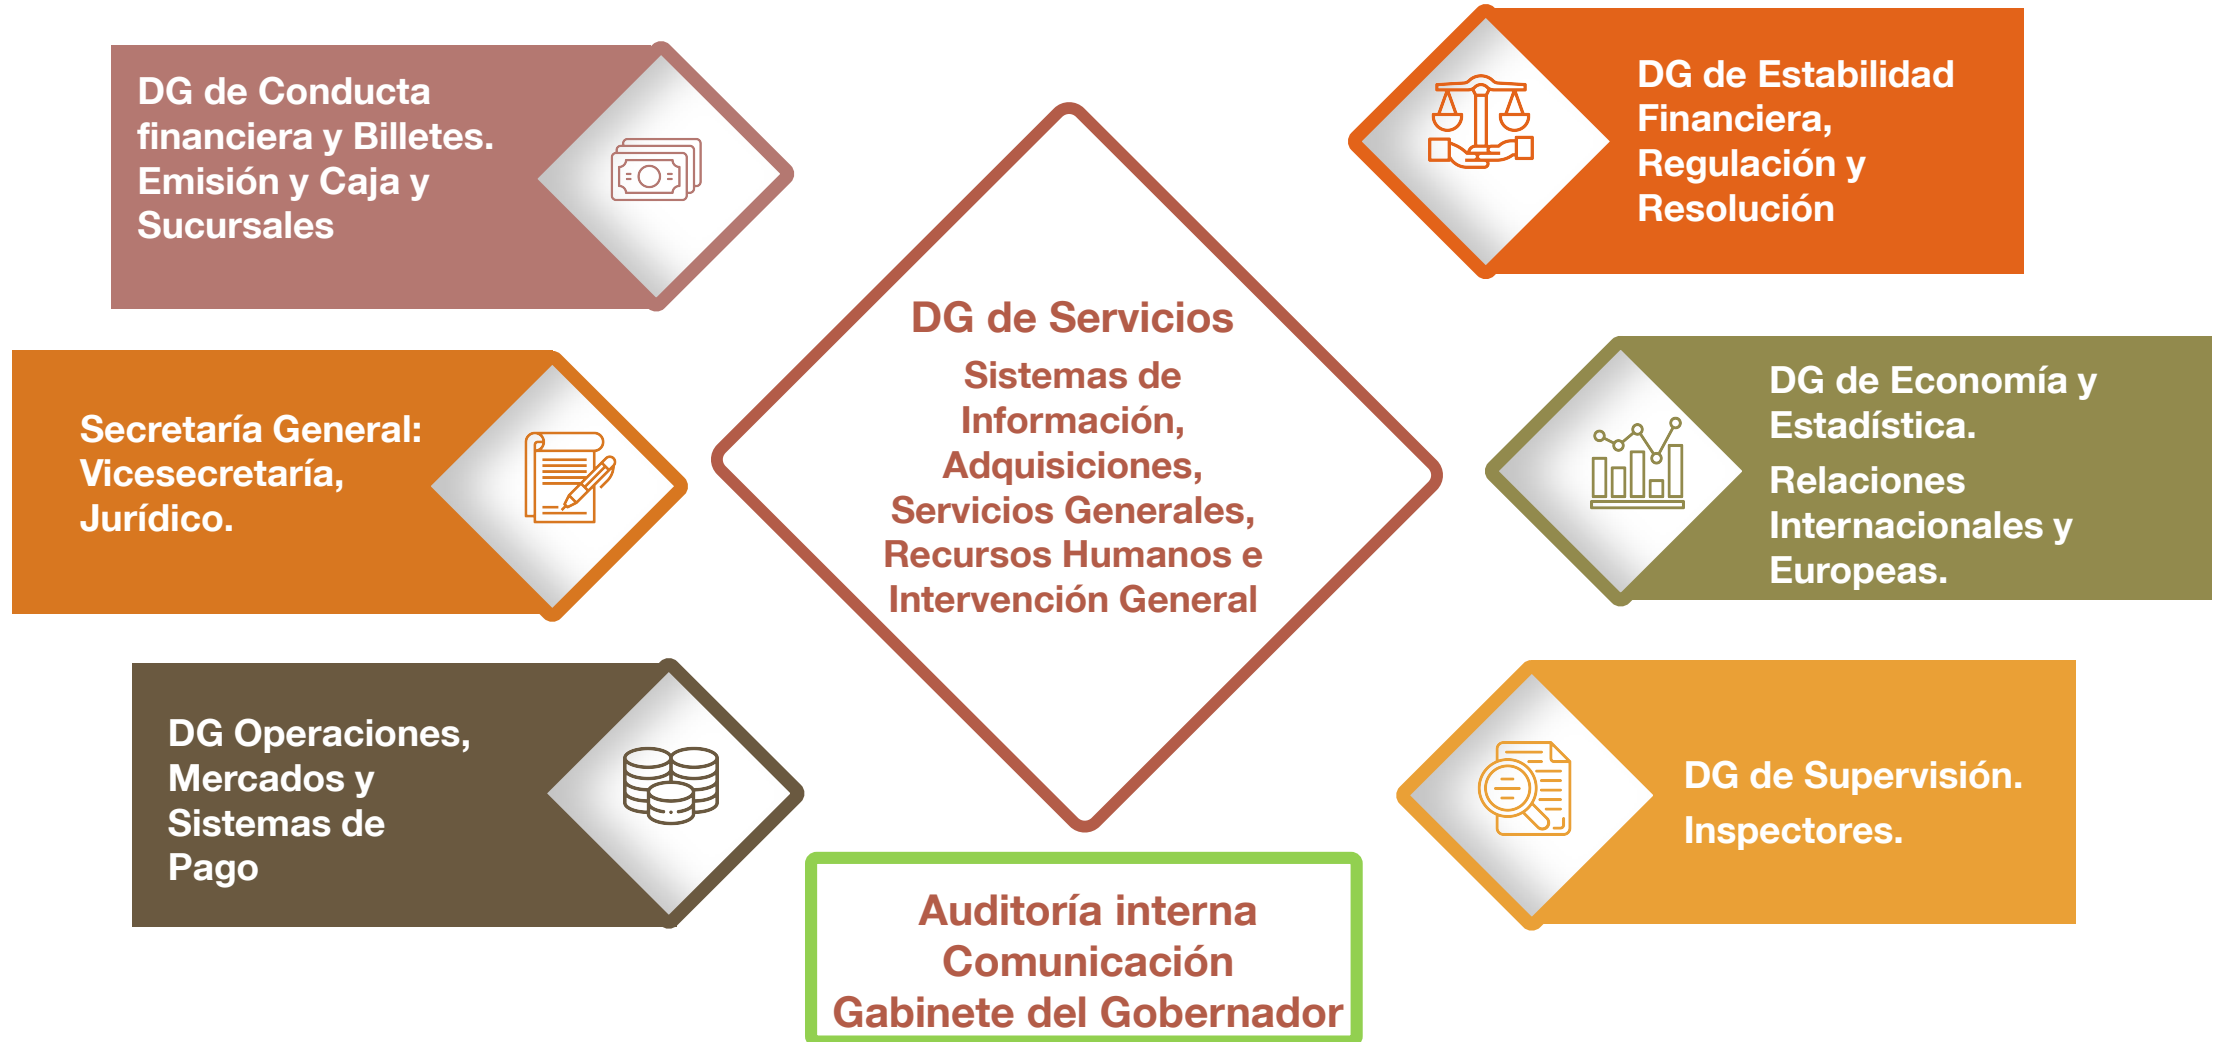 DG de Conducta
financiera y Billetes.
Emisión y Caja y
Sucursales
Secretaría General:
Vicesecretaría,
Jurídico.
DG Operaciones,
Mercados y
Sistemas de
Pago
DG de Servicios
Sistemas de
Información,
Adquisiciones,
Servicios Generales,
Recursos Humanos e
Intervención General
Auditoría interna
Comunicación
Gabinete del Gobernador
DG de Estabilidad
Financiera,
Regulación y
Resolución
DG de Economía y
Estadística.
Relaciones
Internacionales y
Europeas.
DG de Supervisión.
Inspectores.